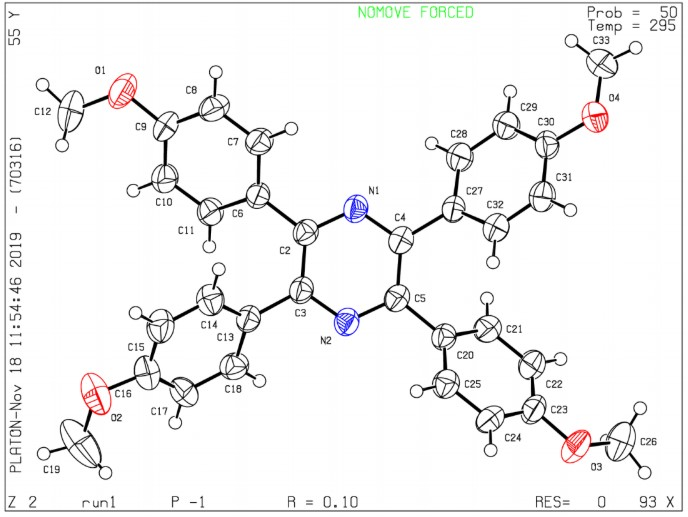 NOMOVE FORCED
Prob = 50
Temp = 295
55 Y
PLATON-Nov 18 11:54:46 2019 - (70316)
C33
O1
C8
O4
C12
C29
C30
C9
C7
C28
C31
C10
N1
C27
C6
C4
C32
C11
C2
C3
C5
C14
C21
C13
N2
C15
C20
C22
C16
C18
C25
C23
O2
C17
C24
C26
C19
O3
Z 2 run1 P -1 R = 0.10 RES= 0 93 X